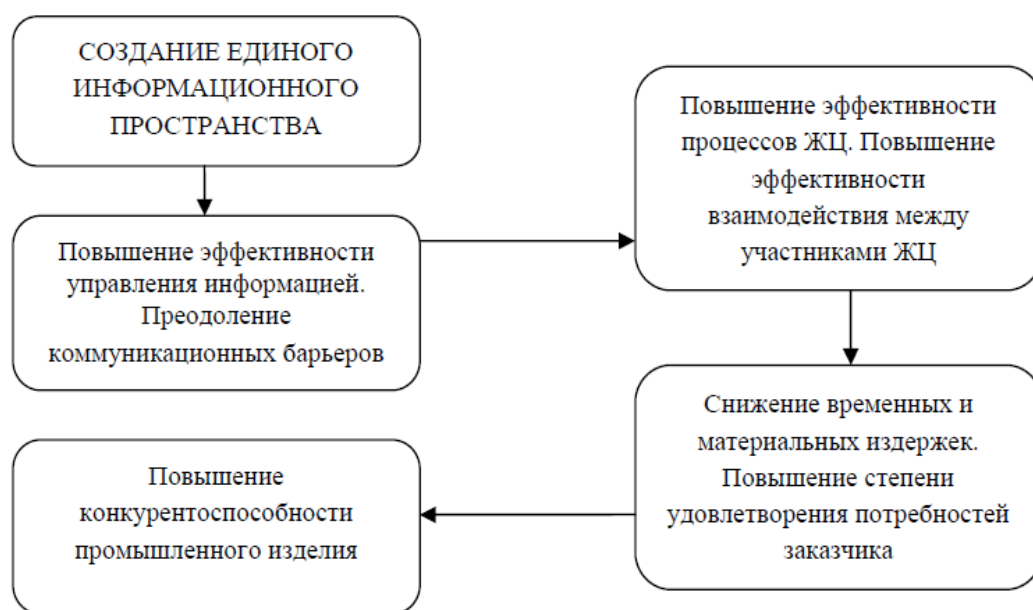 СОЗДАНИЕ ЕДИНОГО
ИНФОРМАЦИОННОГО
ПРОСТРАНСТВА
Повышение эффективности
управления информацией.
Преодоление
коммуникационных барьеров
Повышение эффективности
процессов ЖЦ. Повышение
эффективности
взаимодействия между
участниками ЖЦ
Снижение временных и
материальных издержек.
Повышение степени
удовлетворения потребностей
заказчика
Повышение
конкурентоспособности
промышленного изделия